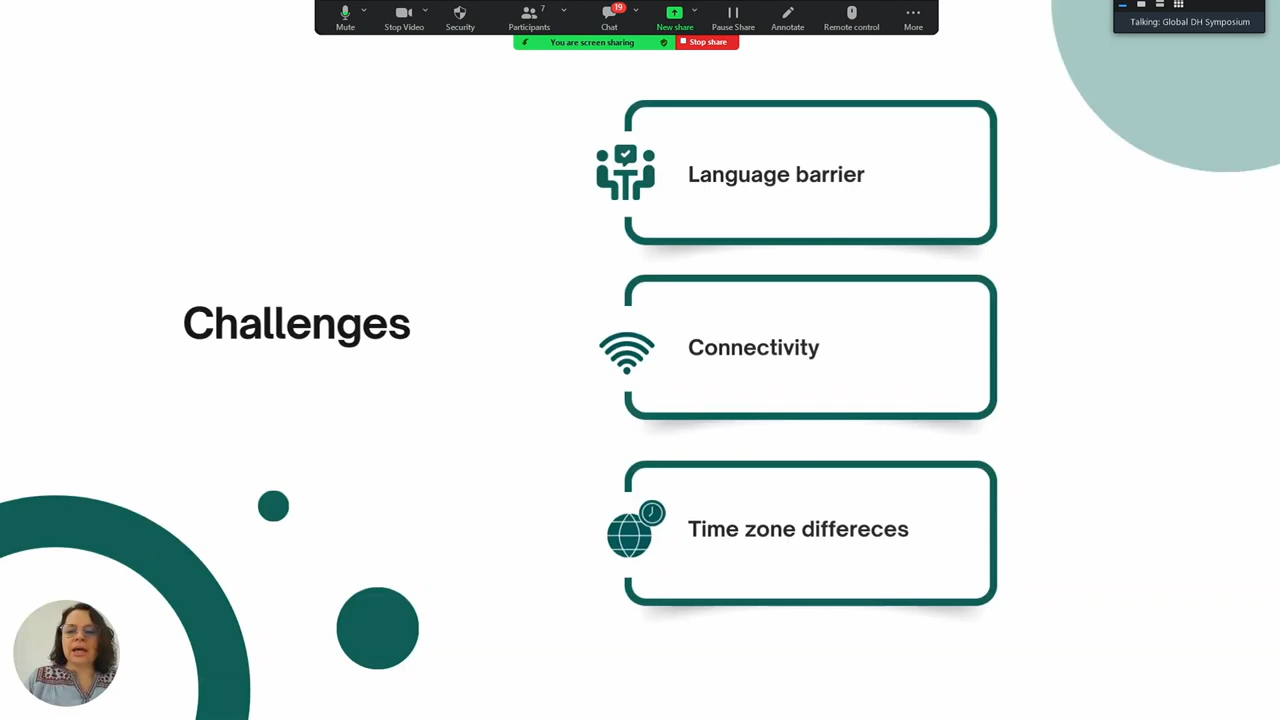 Mute
Stop Video
Security
Participants
7
Chat
19
New share
Pause Share
Annotate
Remote control
More
You are screen sharing
Stop share
Talking: Global DH Symposium
Challenges
Language barrier
Connectivity
Time zone differeces